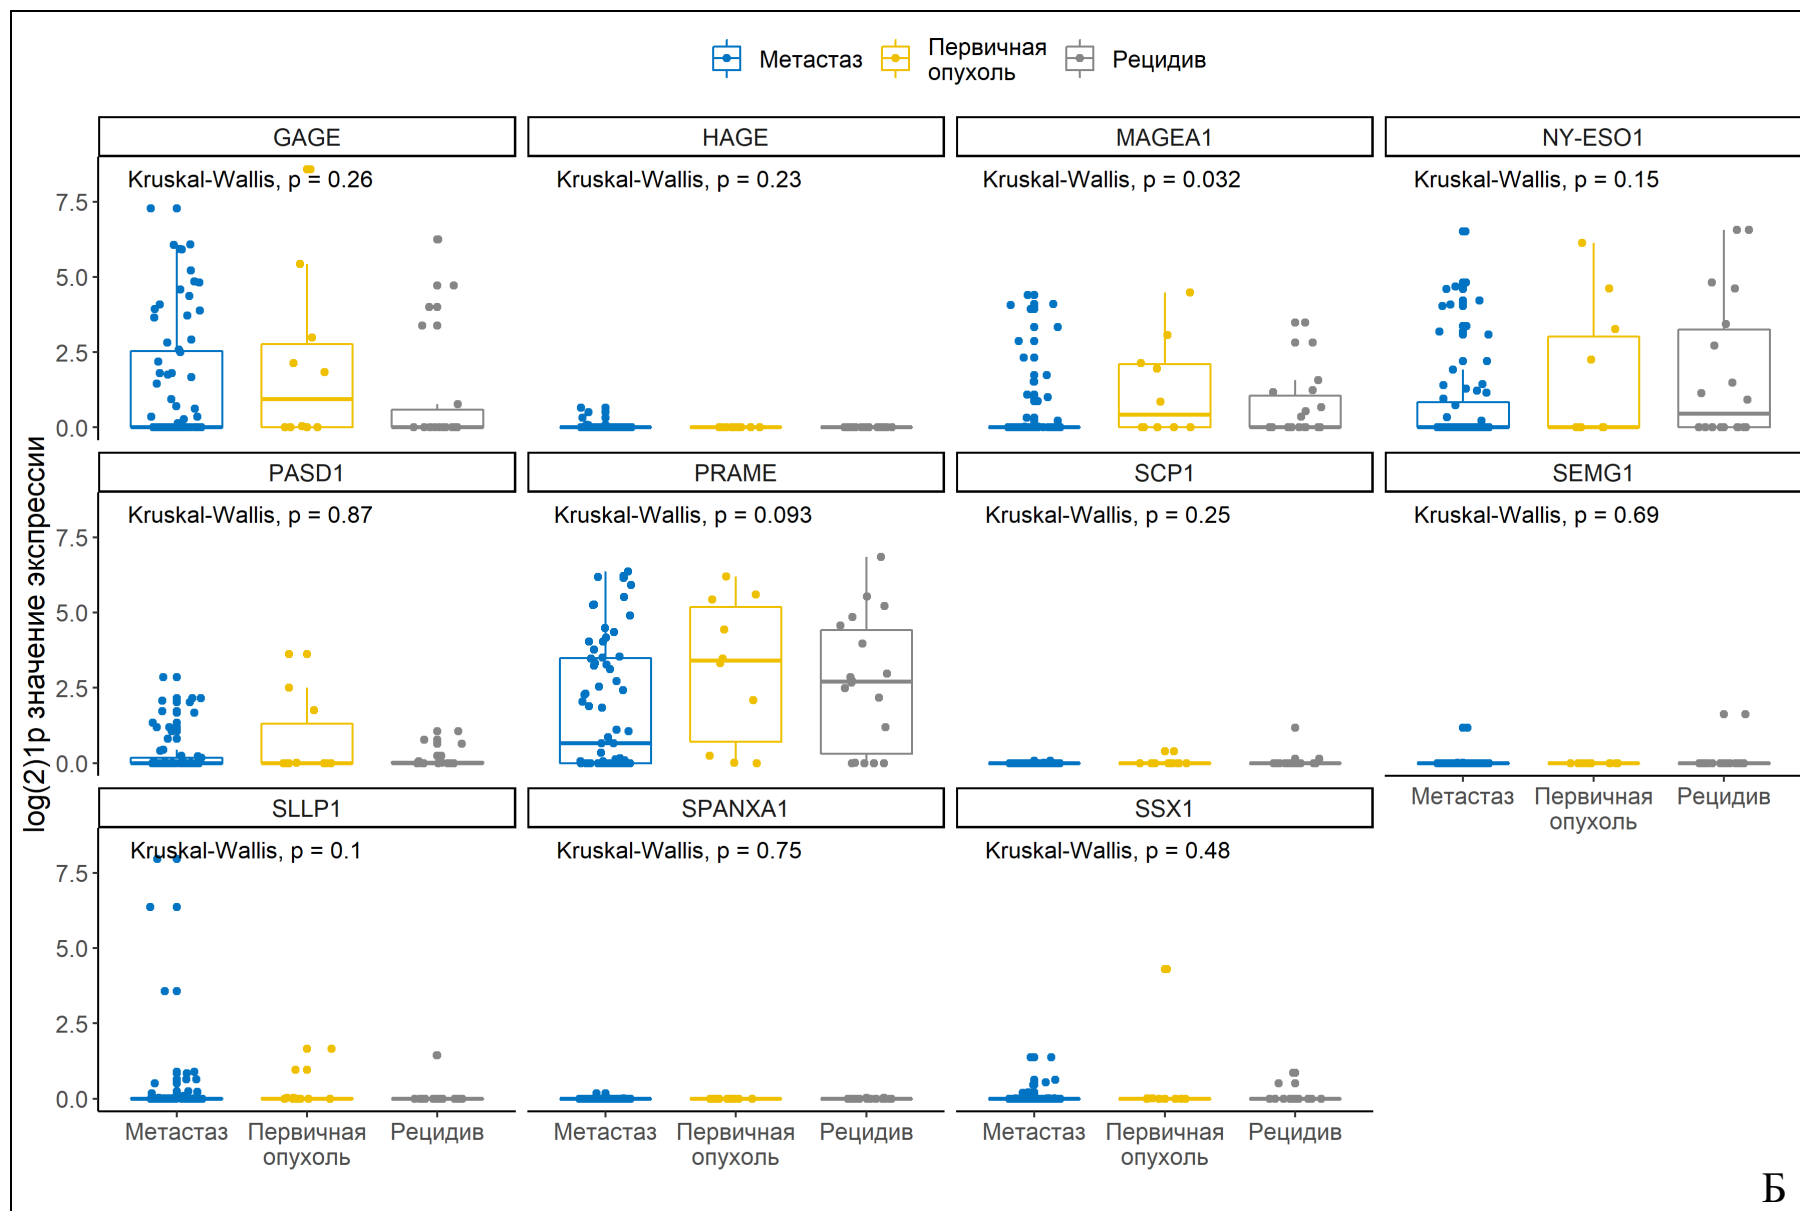 Метастаз
Первичная
опухоль
Рецидив
GAGE
HAGE
MAGEA1
NY-ESO1
Kruskal-Wallis, p = 0.26
Kruskal-Wallis, p = 0.23
Kruskal-Wallis, p = 0.032
Kruskal-Wallis, p = 0.15
7.5
5.0
2.5
0.0
log(2)1p значение экспрессии
PASD1
PRAME
SCP1
SEMG1
Kruskal-Wallis, p = 0.87
Kruskal-Wallis, p = 0.093
Kruskal-Wallis, p = 0.25
Kruskal-Wallis, p = 0.69
7.5
5.0
2.5
0.0
Метастаз
Первичная
опухоль
Рецидив
SLLP1
SPANXA1
SSX1
Kruskal-Wallis, p = 0.1
Kruskal-Wallis, p = 0.75
Kruskal-Wallis, p = 0.48
7.5
5.0
2.5
0.0
Метастаз
Первичная
опухоль
Рецидив
Метастаз
Первичная
опухоль
Рецидив
Метастаз
Первичная
опухоль
Рецидив
Б